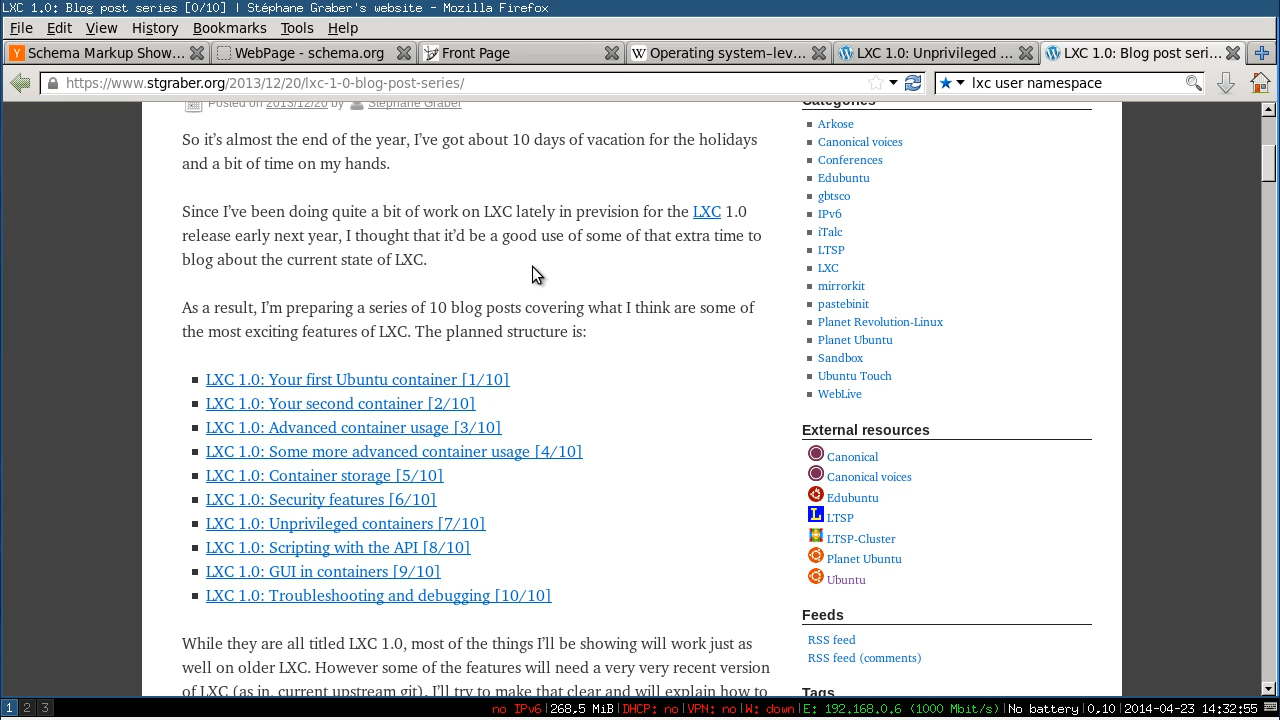 LXC 1.0: Blog post series [0/10] | Stéphane Graber's website - Mozilla Firefox
File Edit View History Bookmarks Tools Help
Schema Markup Show... WebPage - schema.org Front Page Operating system–lev... LXC 1.0: Unprivileged ... LXC 1.0: Blog post seri...
https://www.stgraber.org/2013/12/20/lxc-1-0-blog-post-series/ lxc user namespace
Posted on 2013/12/20 by Stéphane Graber
So it's almost the end of the year, I've got about 10 days of vacation for the holidays
and a bit of time on my hands.
Since I've been doing quite a bit of work on LXC lately in prevision for the LXC 1.0
release early next year, I thought that it'd be a good use of some of that extra time to
blog about the current state of LXC.
As a result, I'm preparing a series of 10 blog posts covering what I think are some of
the most exciting features of LXC. The planned structure is:
LXC 1.0: Your first Ubuntu container [1/10]
LXC 1.0: Your second container [2/10]
LXC 1.0: Advanced container usage [3/10]
LXC 1.0: Some more advanced container usage [4/10]
LXC 1.0: Container storage [5/10]
LXC 1.0: Security features [6/10]
LXC 1.0: Unprivileged containers [7/10]
LXC 1.0: Scripting with the API [8/10]
LXC 1.0: GUI in containers [9/10]
LXC 1.0: Troubleshooting and debugging [10/10]
While they are all titled LXC 1.0, most of the things I'll be showing will work just as
well on older LXC. However some of the features will need a very very recent version
of LXC (as in, current upstream git). I'll try to make that clear and will explain how to
Categories
Arkose
Canonical voices
Conferences
Edubuntu
gbtsco
IPv6
iTalc
LTSP
LXC
mirrorkit
pastebinit
Planet Revolution-Linux
Planet Ubuntu
Sandbox
Ubuntu Touch
WebLive
External resources
Canonical
Canonical voices
Edubuntu
LTSP
LTSP-Cluster
Planet Ubuntu
Ubuntu
Feeds
RSS feed
RSS feed (comments)
Tags
1 2 3 no IPv6|268,5 MiB|DHCP: no|VPN: no|W: down|E: 192.168.0.6 (1000 Mbit/s)|No battery|0,10|2014-04-23 14:32:55